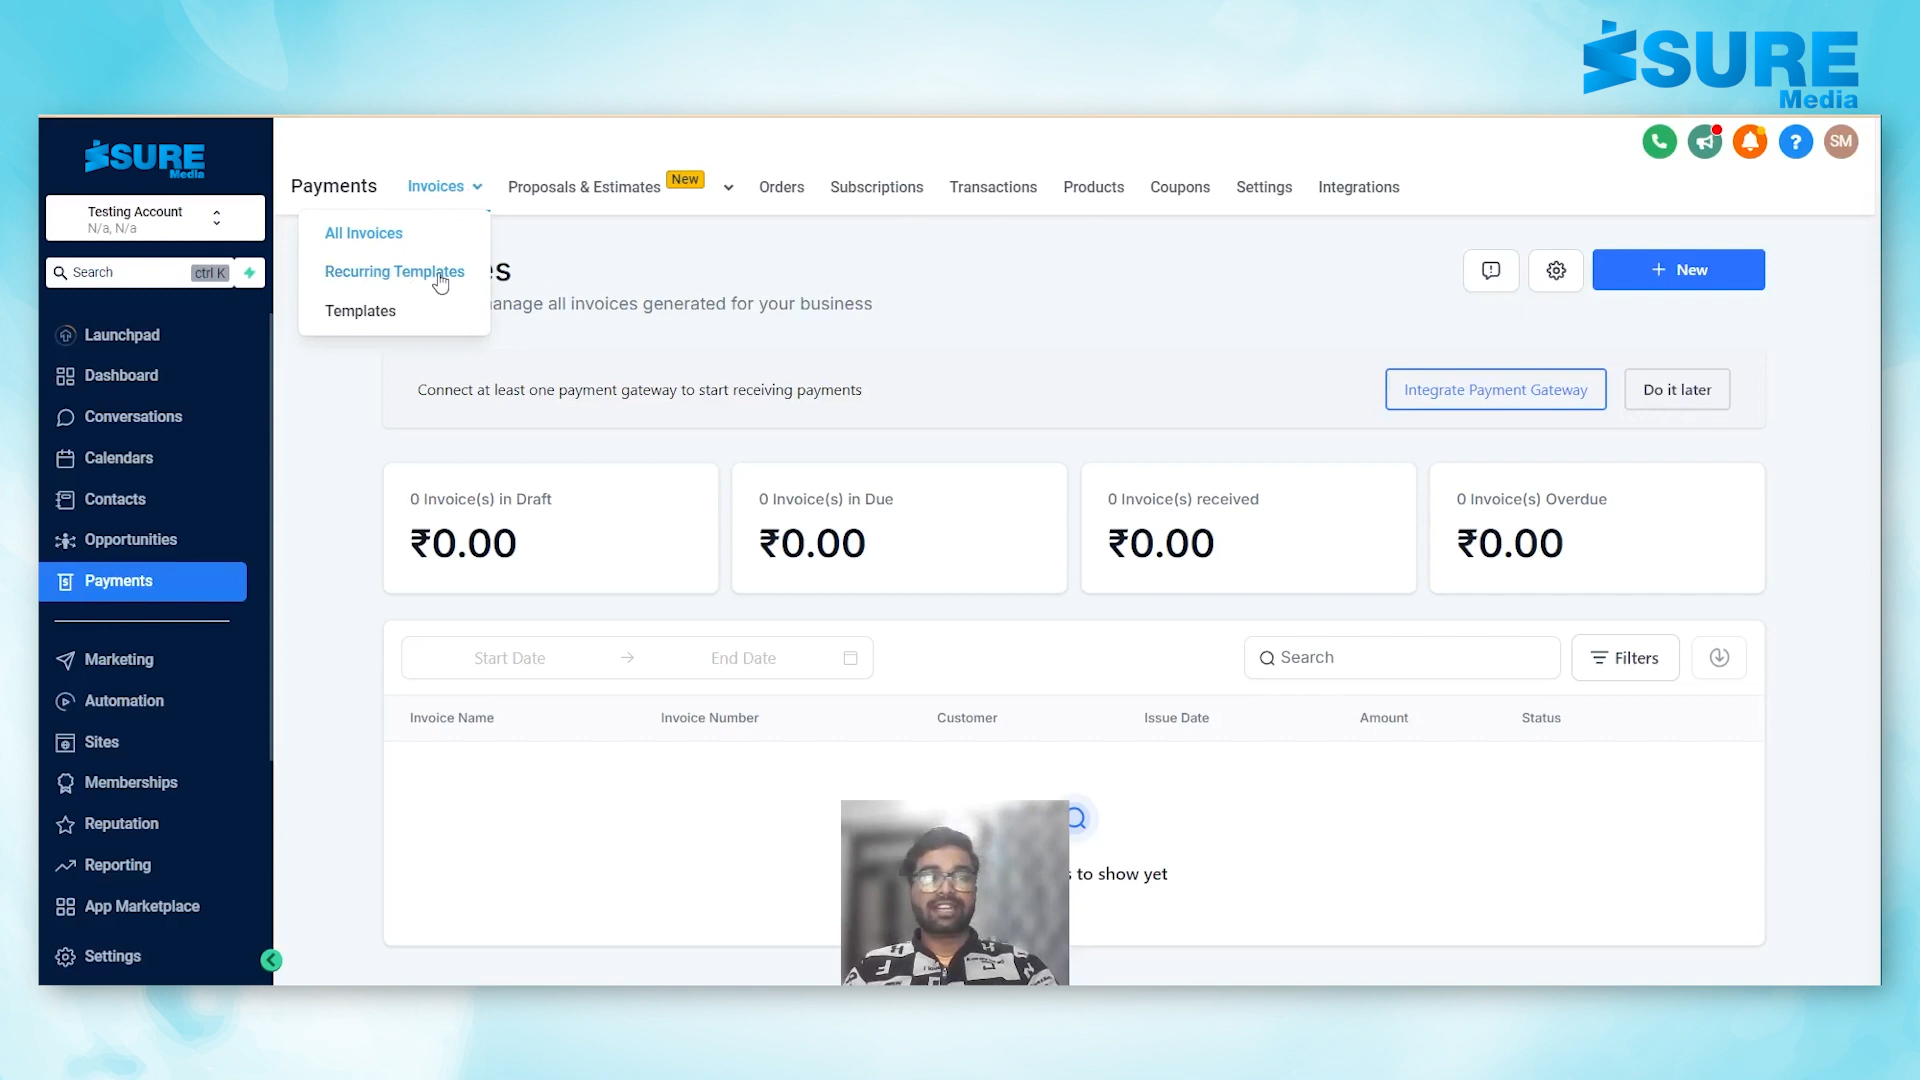 SURE
Media
SURE
Media
Testing Account
N/a, N/a
Search ctrl K
Launchpad
Dashboard
Conversations
Calendars
Contacts
Opportunities
Payments
Marketing
Automation
Sites
Memberships
Reputation
Reporting
App Marketplace
Settings
Payments Invoices Proposals & Estimates New Orders Subscriptions Transactions Products Coupons Settings Integrations
SM
All Invoices
Recurring Templates
Templates
anage all invoices generated for your business
New
Connect at least one payment gateway to start receiving payments
Integrate Payment Gateway Do it later
0 Invoice(s) in Draft
₹0.00
0 Invoice(s) in Due
₹0.00
0 Invoice(s) received
₹0.00
0 Invoice(s) Overdue
₹0.00
Start Date End Date Search Filters
Invoice Name Invoice Number Customer Issue Date Amount Status
s to show yet